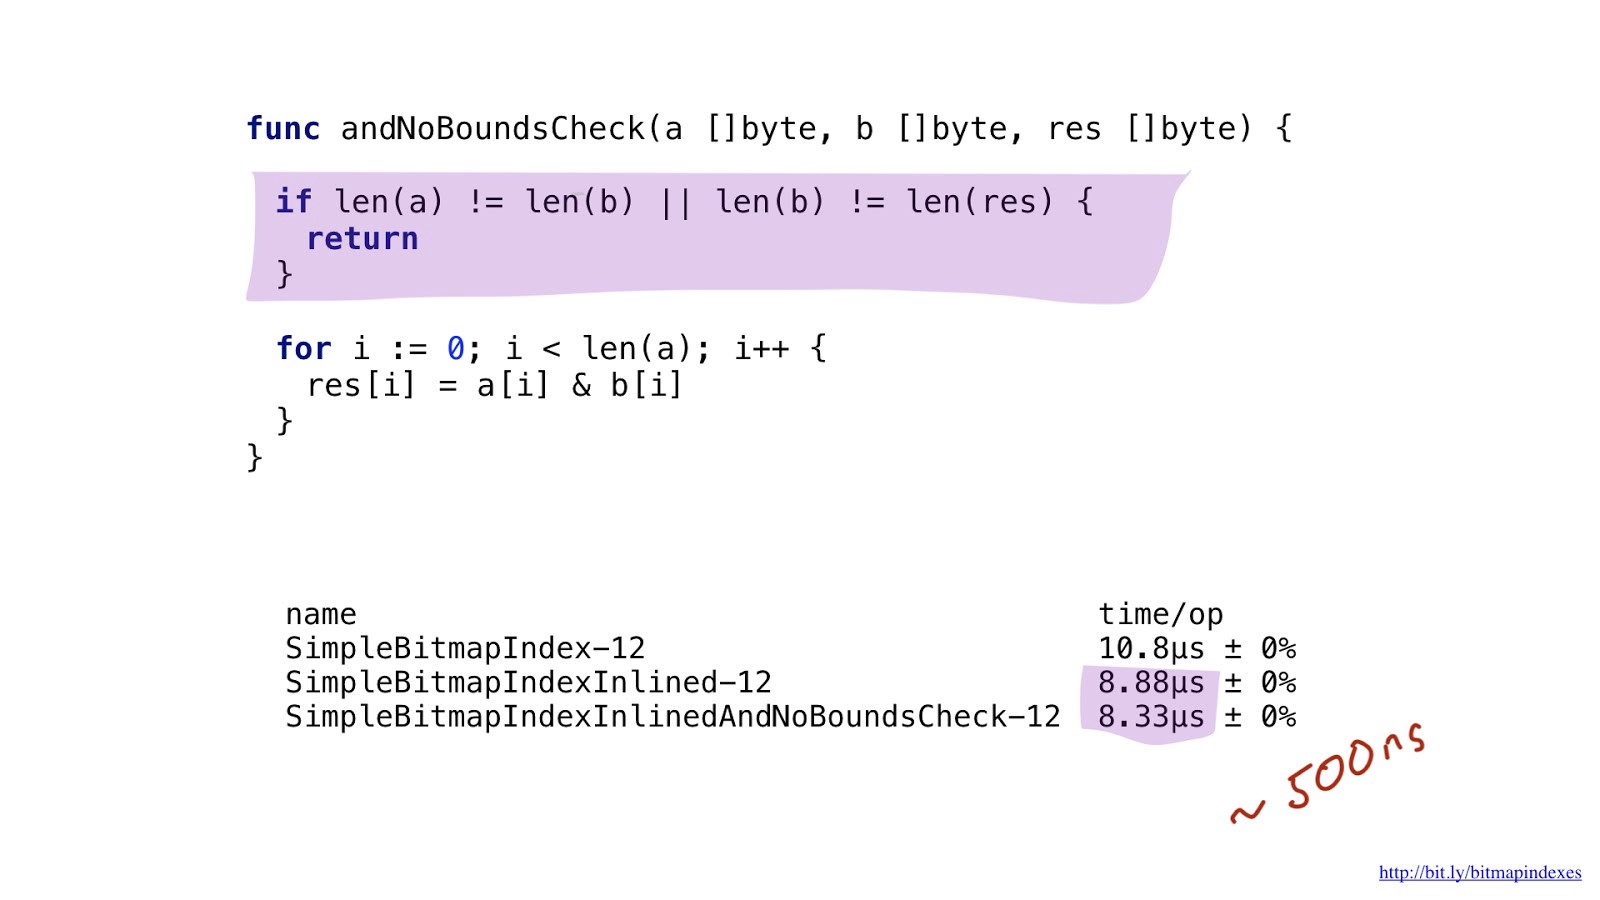 func andNoBoundsCheck(a []byte, b []byte, res []byte) {
if len(a) != len(b) || len(b) != len(res) {
return
}
for i := 0; i < len(a); i++ {
res[i] = a[i] & b[i]
}
}
name time/op
SimpleBitmapIndex-12 10.8µs ± 0%
SimpleBitmapIndexInlined-12 8.88µs ± 0%
SimpleBitmapIndexInlinedAndNoBoundsCheck-12 8.33µs ± 0%
~ 500ns
http://bit.ly/bitmapindexes